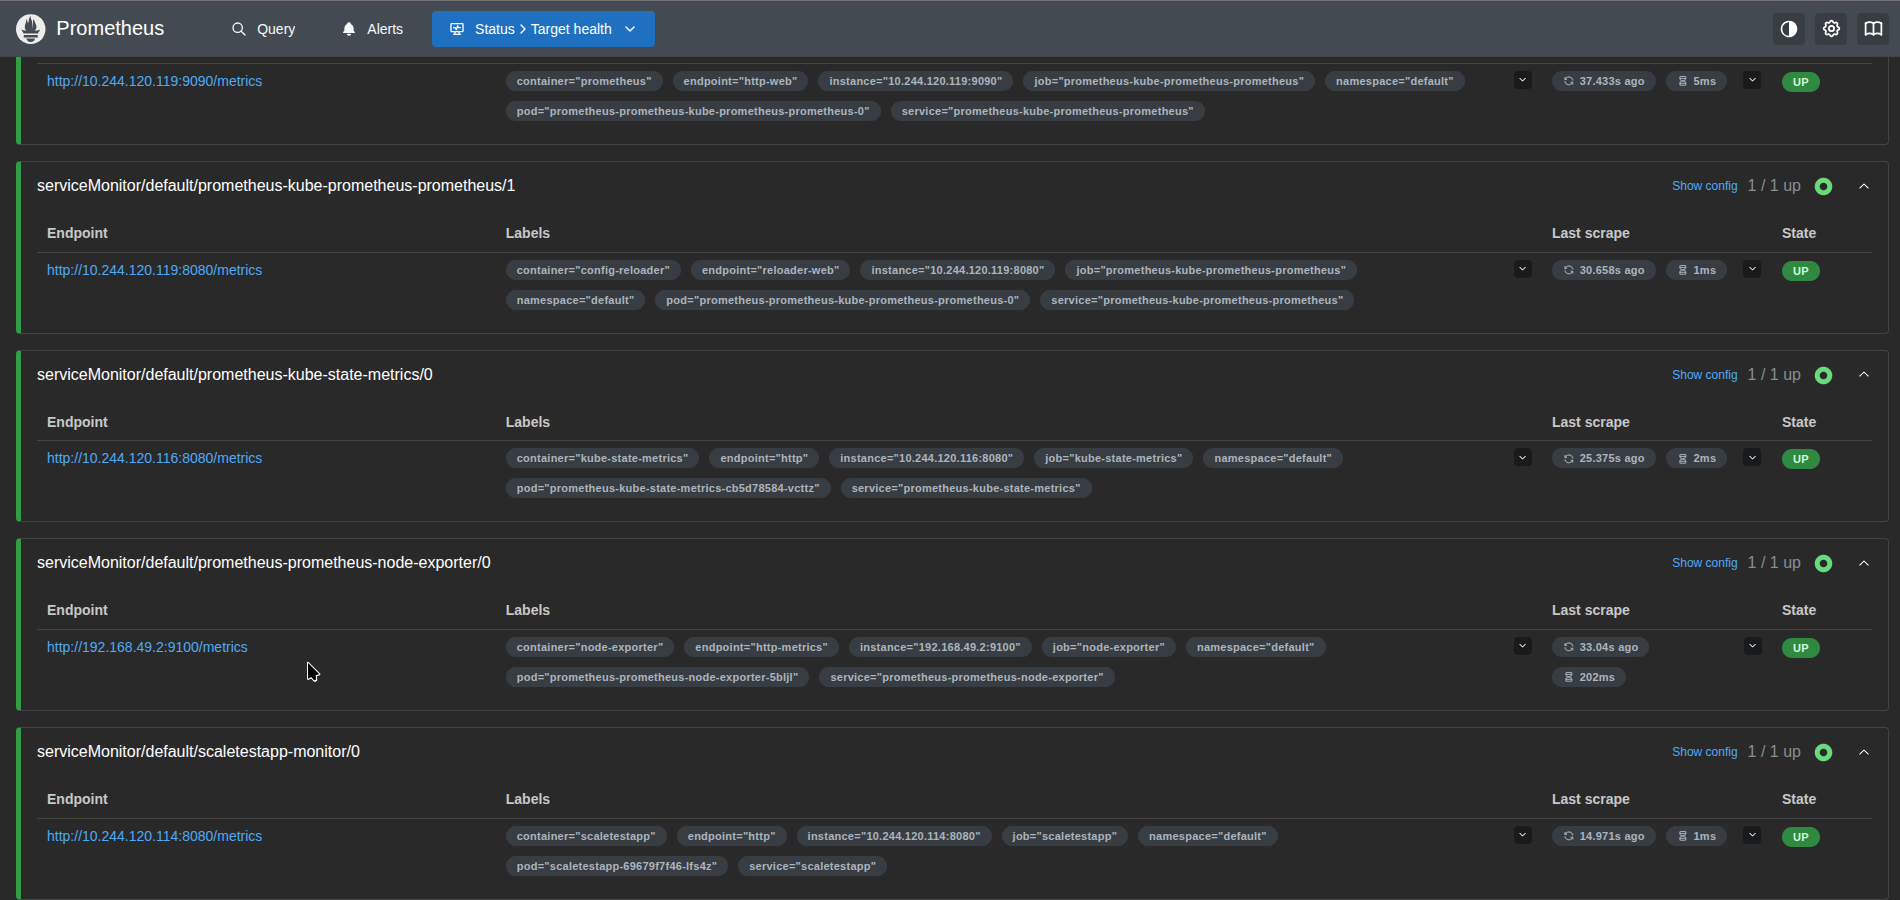 Prometheus Query Alerts Status > Target health
http://10.244.120.119:9090/metrics container="prometheus" endpoint="http-web" instance="10.244.120.119:9090" job="prometheus-kube-prometheus-prometheus" namespace="default" 37.433s ago 5ms UP
pod="prometheus-prometheus-kube-prometheus-prometheus-0" service="prometheus-kube-prometheus-prometheus"
serviceMonitor/default/prometheus-kube-prometheus-prometheus/1 Show config 1 / 1 up
Endpoint Labels Last scrape State
http://10.244.120.119:8080/metrics container="config-reloader" endpoint="reloader-web" instance="10.244.120.119:8080" job="prometheus-kube-prometheus-prometheus" 30.658s ago 1ms UP
namespace="default" pod="prometheus-prometheus-kube-prometheus-prometheus-0" service="prometheus-kube-prometheus-prometheus"
serviceMonitor/default/prometheus-kube-state-metrics/0 Show config 1 / 1 up
Endpoint Labels Last scrape State
http://10.244.120.116:8080/metrics container="kube-state-metrics" endpoint="http" instance="10.244.120.116:8080" job="kube-state-metrics" namespace="default" 25.375s ago 2ms UP
pod="prometheus-kube-state-metrics-cb5d78584-vcttz" service="prometheus-kube-state-metrics"
serviceMonitor/default/prometheus-prometheus-node-exporter/0 Show config 1 / 1 up
Endpoint Labels Last scrape State
http://192.168.49.2:9100/metrics container="node-exporter" endpoint="http-metrics" instance="192.168.49.2:9100" job="node-exporter" namespace="default" 33.04s ago UP
pod="prometheus-prometheus-node-exporter-5bljl" service="prometheus-prometheus-node-exporter" 202ms
serviceMonitor/default/scaletestapp-monitor/0 Show config 1 / 1 up
Endpoint Labels Last scrape State
http://10.244.120.114:8080/metrics container="scaletestapp" endpoint="http" instance="10.244.120.114:8080" job="scaletestapp" namespace="default" 14.971s ago 1ms UP
pod="scaletestapp-69679f7f46-lfs4z" service="scaletestapp"